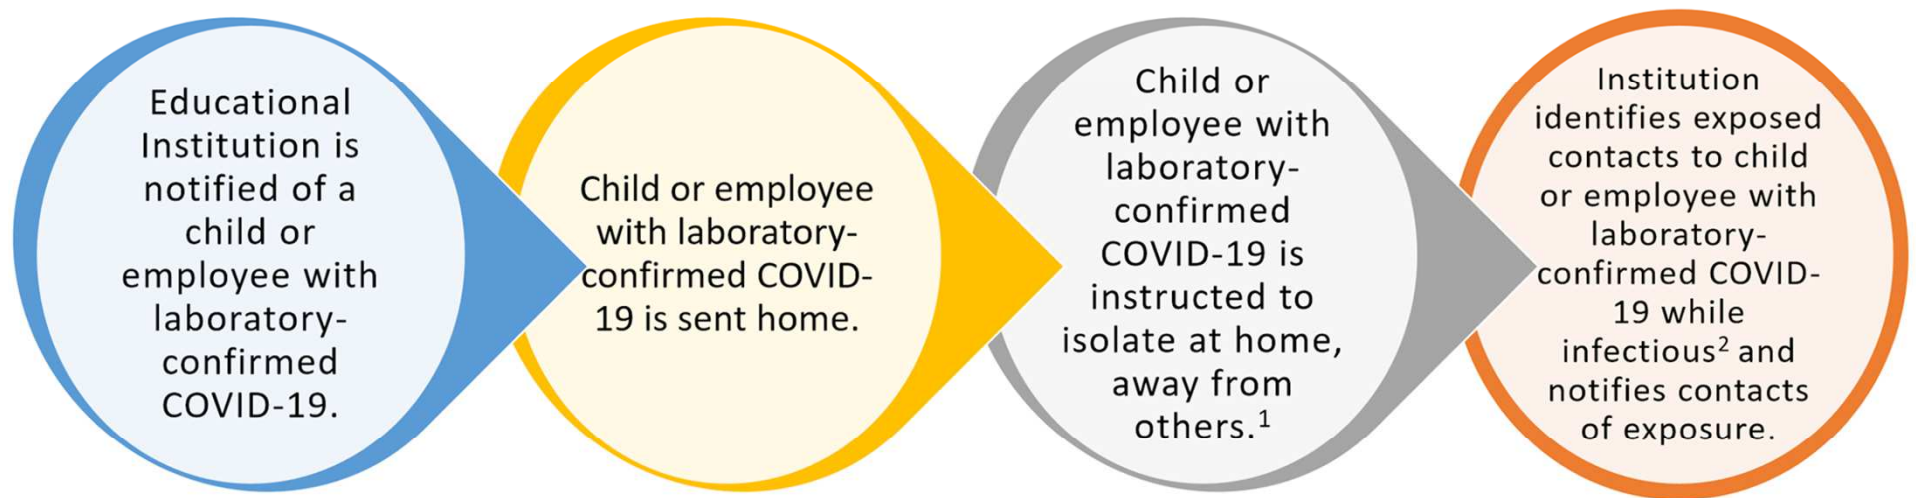 Educational
Institution is
notified of a
child or
employee with
laboratory-
confirmed
COVID-19.
Child or employee
with laboratory-
confirmed COVID-
19 is sent home.
Child or
employee with
laboratory-
confirmed
COVID-19 is
instructed to
isolate at home,
away from
others.¹
Institution
identifies exposed
contacts to child
or employee with
laboratory-
confirmed COVID-
19 while
infectious² and
notifies contacts
of exposure.